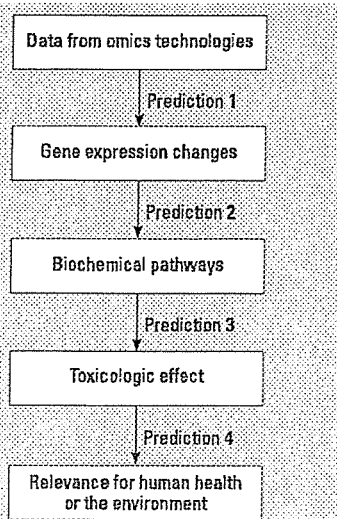 Data from omics technologies
Prediction 1
Gene expression changes
Prediction 2
Biochemical pathways
Prediction 3
Toxicologic effect
Prediction 4
Relevance for human health
or the environment